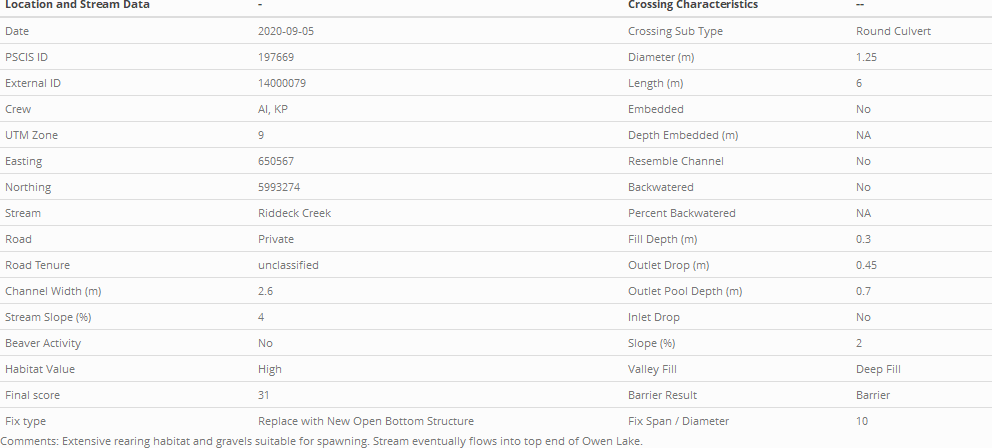 Location and Stream Data - Crossing Characteristics --
Date 2020-09-05 Crossing Sub Type Round Culvert
PSCIS ID 197669 Diameter (m) 1.25
External ID 14000079 Length (m) 6
Crew AI, KP Embedded No
UTM Zone 9 Depth Embedded (m) NA
Easting 650567 Resemble Channel No
Northing 5993274 Backwatered No
Stream Riddeck Creek Percent Backwatered NA
Road Private Fill Depth (m) 0.3
Road Tenure unclassified Outlet Drop (m) 0.45
Channel Width (m) 2.6 Outlet Pool Depth (m) 0.7
Stream Slope (%) 4 Inlet Drop No
Beaver Activity No Slope (%) 2
Habitat Value High Valley Fill Deep Fill
Final score 31 Barrier Result Barrier
Fix type Replace with New Open Bottom Structure Fix Span / Diameter 10
Comments: Extensive rearing habitat and gravels suitable for spawning. Stream eventually flows into top end of Owen Lake.